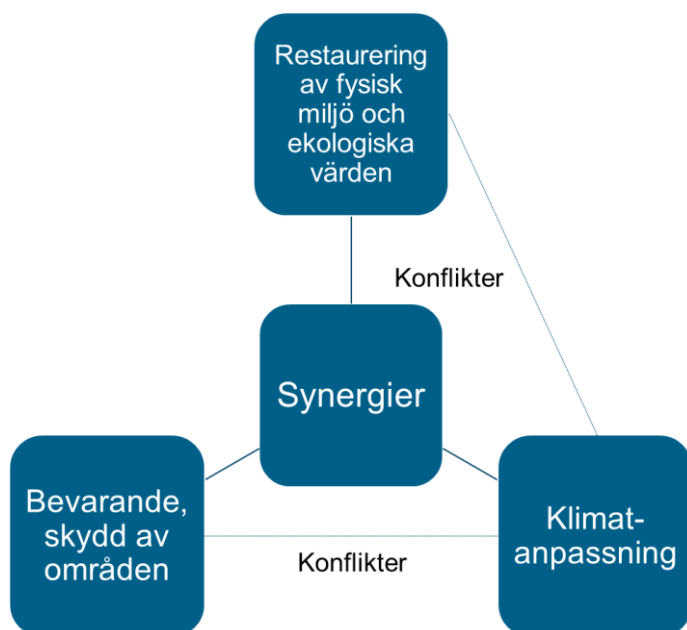 Restaurering
av fysisk
miljö och
ekologiska
värden
Konflikter
Synergier
Bevarande,
skydd av
områden
Konflikter
Klimat-
anpassning